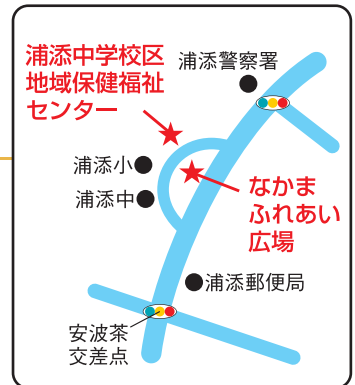 浦添中学校区
地域保健福祉
センター
浦添警察署
浦添小
浦添中
なかま
ふれあい
広場
浦添郵便局
安波茶
交差点